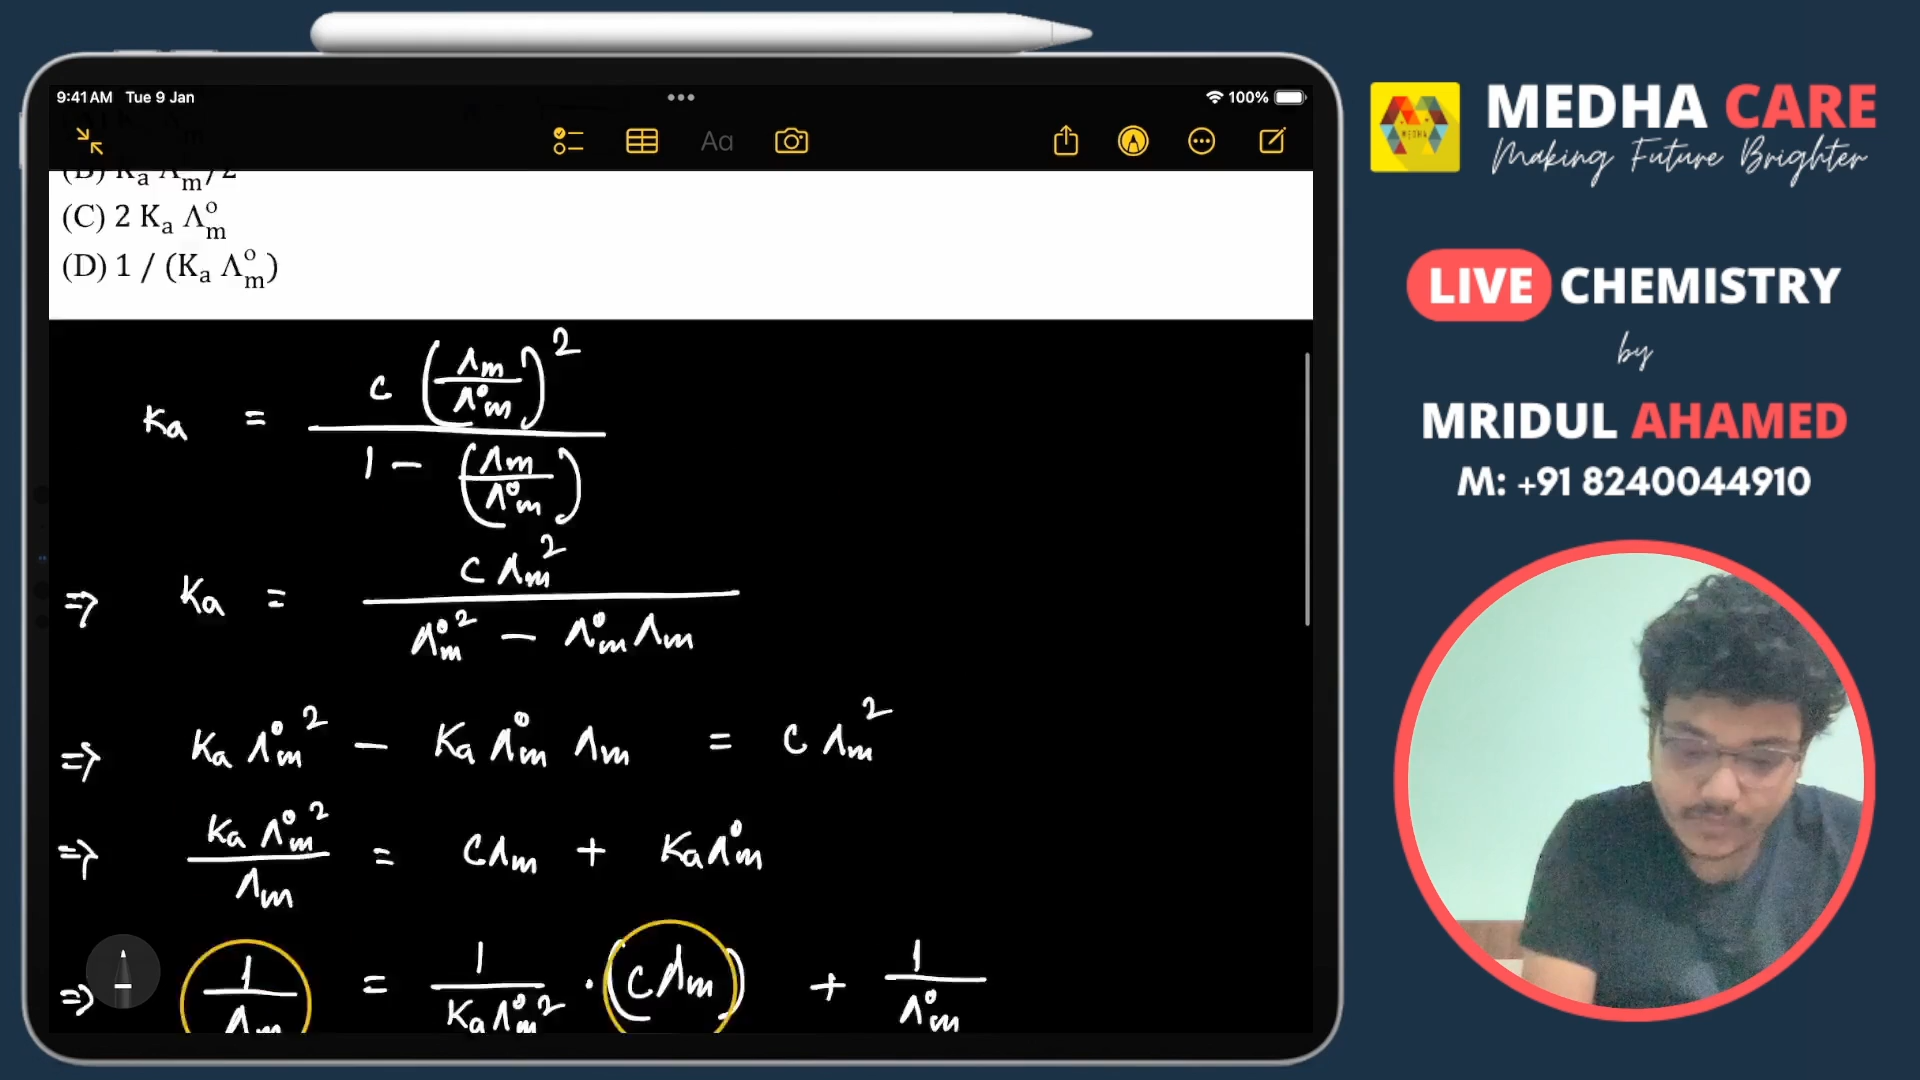 9:41 AM Tue 9 Jan
100%
Aa
(C) 2 Kₐ Λ°ₘ
(D) 1 / (Kₐ Λ°ₘ)
Ka = c (Λm/Λ°m)² / 1 - (Λm/Λ°m)
⇒ Ka = c Λm² / Λ°m² - Λ°m Λm
⇒ Ka Λ°m² - Ka Λ°m Λm = c Λm²
⇒ Ka Λ°m² / Λm = cΛm + KaΛ°m
⇒ 1/Λm = 1/KaΛ°m² · (cΛm) + 1/Λ°m
MEDHA CARE
MEDHA
Making Future Brighter
LIVE CHEMISTRY
by
MRIDUL AHAMED
M: +91 8240044910